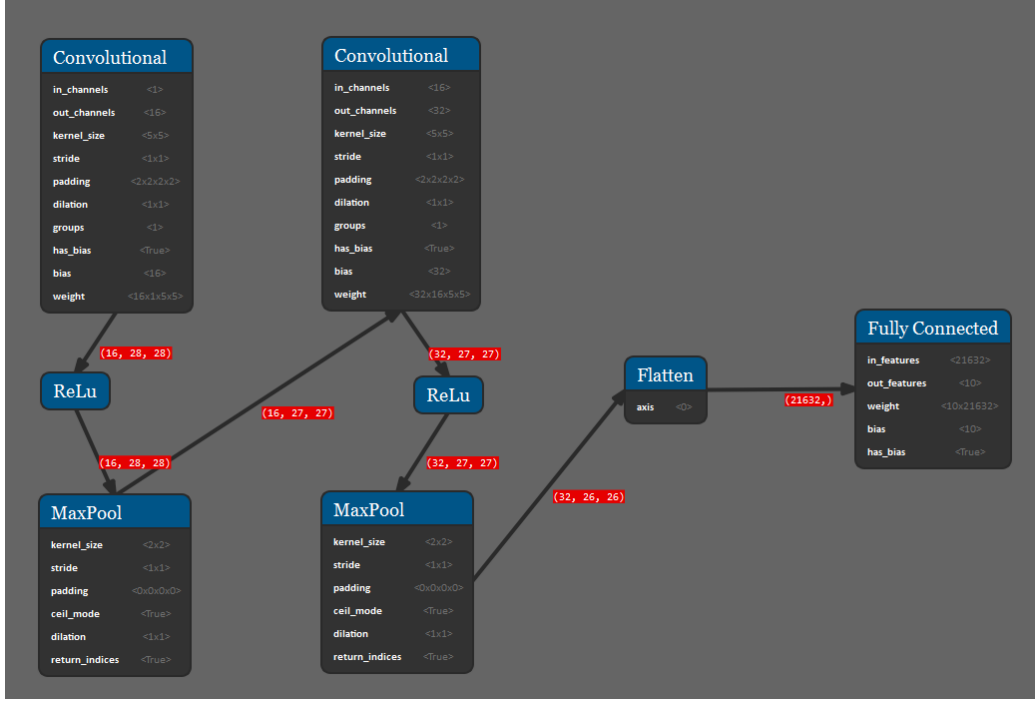 Convolutional
in_channels <1>
out_channels <16>
kernel_size <5x5>
stride <1x1>
padding <2x2x2x2>
dilation <1x1>
groups <1>
has_bias <True>
bias <16>
weight <16x1x5x5>
(16, 28, 28)
ReLu
(16, 28, 28)
MaxPool
kernel_size <2x2>
stride <1x1>
padding <0x0x0x0>
ceil_mode <True>
dilation <1x1>
return_indices <True>
(16, 27, 27)
Convolutional
in_channels <16>
out_channels <32>
kernel_size <5x5>
stride <1x1>
padding <2x2x2x2>
dilation <1x1>
groups <1>
has_bias <True>
bias <32>
weight <32x16x5x5>
(32, 27, 27)
ReLu
(32, 27, 27)
MaxPool
kernel_size <2x2>
stride <1x1>
padding <0x0x0x0>
ceil_mode <True>
dilation <1x1>
return_indices <True>
(32, 26, 26)
Flatten
axis <0>
(21632,)
Fully Connected
in_features <21632>
out_features <10>
weight <10x21632>
bias <10>
has_bias <True>